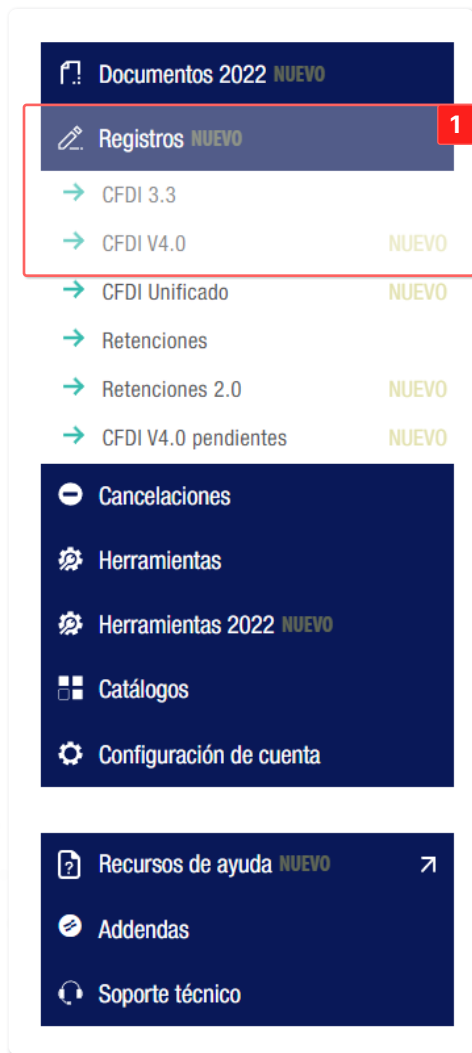 Documentos 2022 NUEVO
1
Registros NUEVO
CFDI 3.3
CFDI V4.0 NUEVO
CFDI Unificado NUEVO
Retenciones
Retenciones 2.0 NUEVO
CFDI V4.0 pendientes NUEVO
Cancelaciones
Herramientas
Herramientas 2022 NUEVO
Catálogos
Configuración de cuenta
Recursos de ayuda NUEVO
Addendas
Soporte técnico